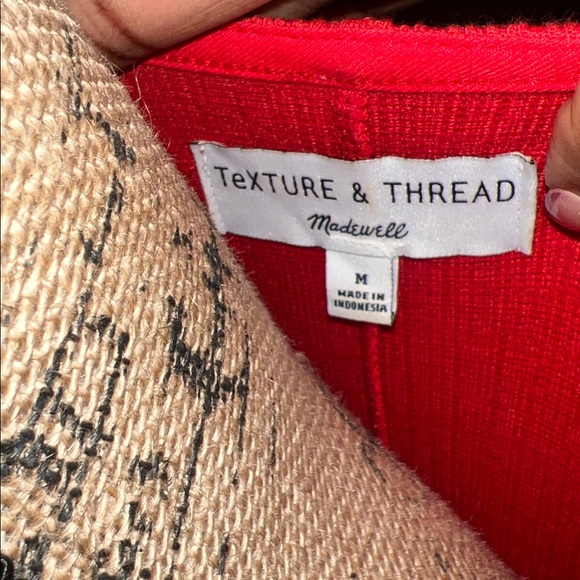 TeXTURE & THREAD
Madewell
M
MADE IN
INDONESIA